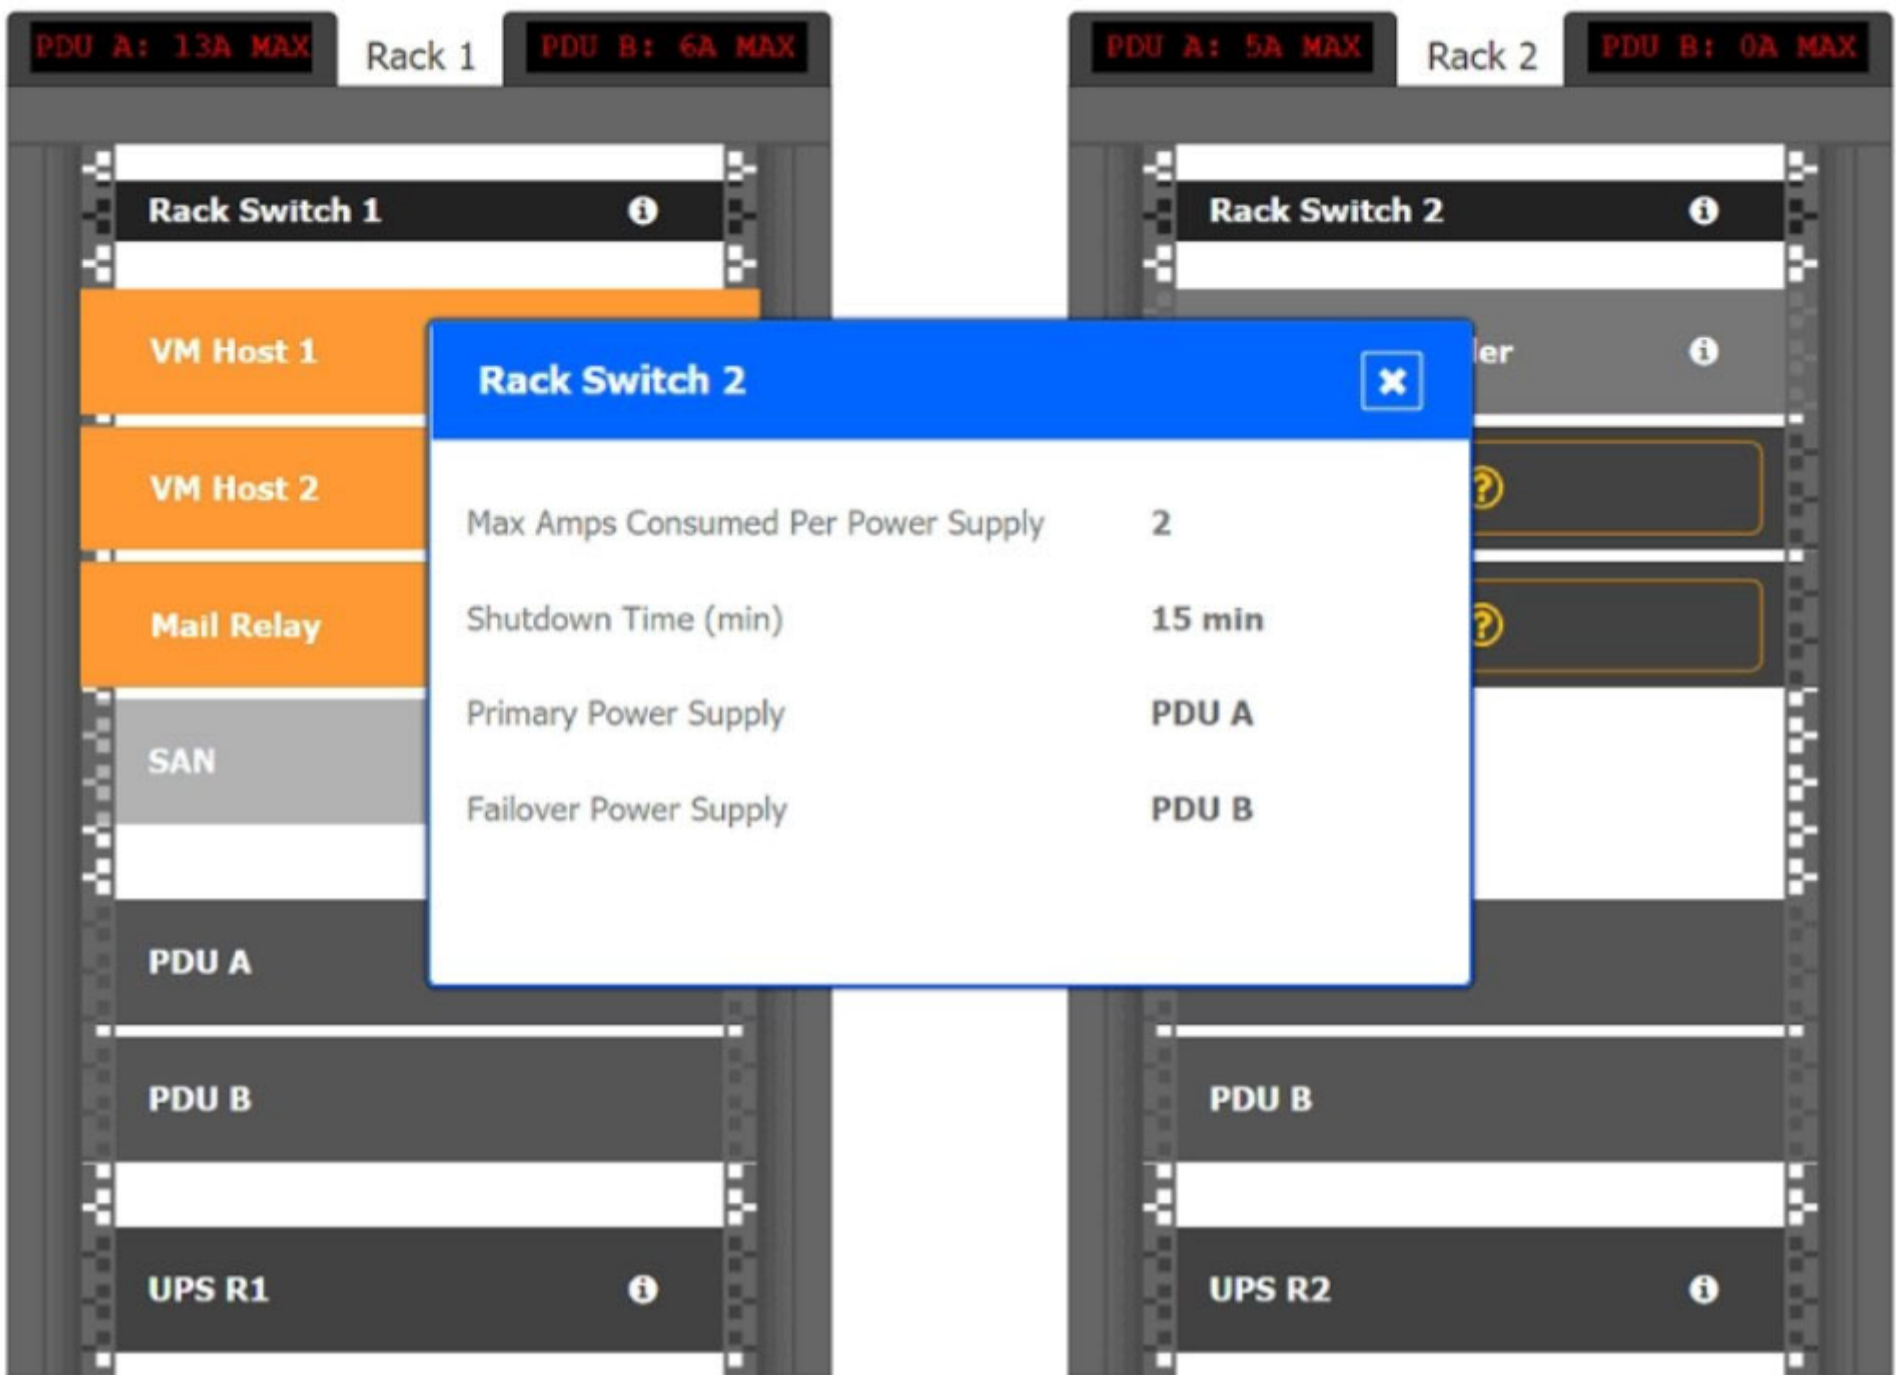 PDU A: 13A MAX
Rack 1
PDU B: 6A MAX
PDU A: 5A MAX
Rack 2
PDU B: 0A MAX
Rack Switch 1
Rack Switch 2
VM Host 1
er
VM Host 2
Mail Relay
SAN
PDU A
PDU B
UPS R1
Rack Switch 2
Max Amps Consumed Per Power Supply 2
Shutdown Time (min) 15 min
Primary Power Supply PDU A
Failover Power Supply PDU B
?
?
PDU B
UPS R2